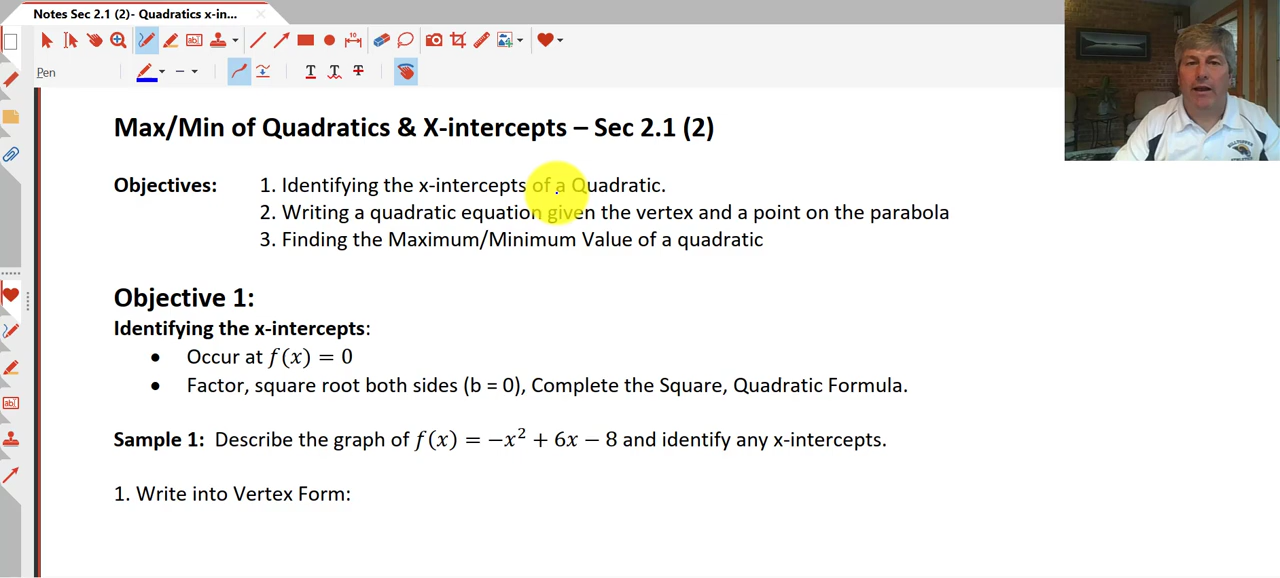 Notes Sec 2.1 (2)- Quadratics x-in...
Pen
Max/Min of Quadratics & X-intercepts – Sec 2.1 (2)
Objectives: 1. Identifying the x-intercepts of a Quadratic.
2. Writing a quadratic equation given the vertex and a point on the parabola
3. Finding the Maximum/Minimum Value of a quadratic
Objective 1:
Identifying the x-intercepts:
• Occur at f(x) = 0
• Factor, square root both sides (b = 0), Complete the Square, Quadratic Formula.
Sample 1: Describe the graph of f(x) = −x² + 6x − 8 and identify any x-intercepts.
1. Write into Vertex Form: